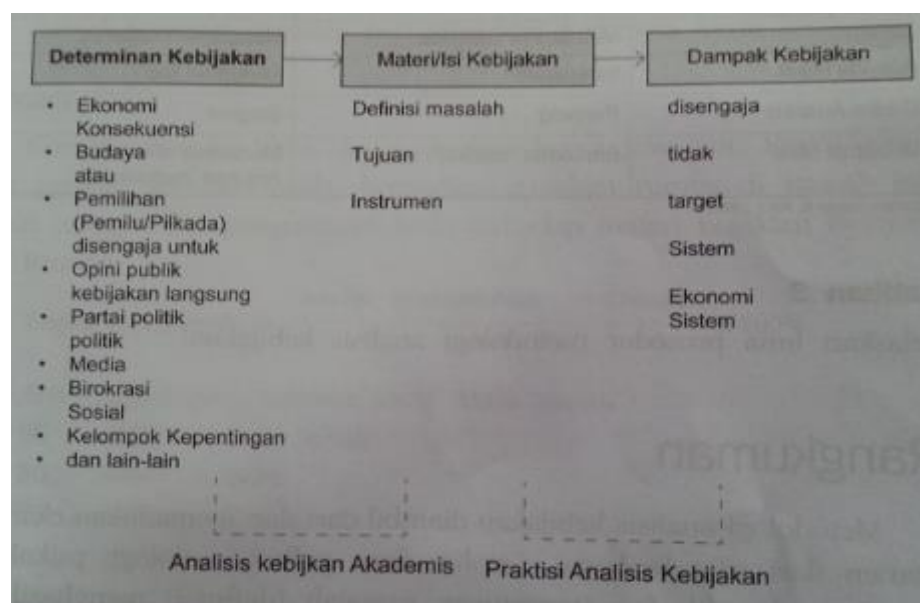 Determinan Kebijakan
Materi/Isi Kebijakan
Dampak Kebijakan
• Ekonomi
Konsekuensi
• Budaya
atau
• Pemilihan
(Pemilu/Pilkada)
disengaja untuk
• Opini publik
kebijakan langsung
• Partai politik
politik
• Media
• Birokrasi
Sosial
• Kelompok Kepentingan
• dan lain-lain
Definisi masalah
Tujuan
Instrumen
disengaja
tidak
target
Sistem
Ekonomi
Sistem
Analisis kebijkan Akademis
Praktisi Analisis Kebijakan